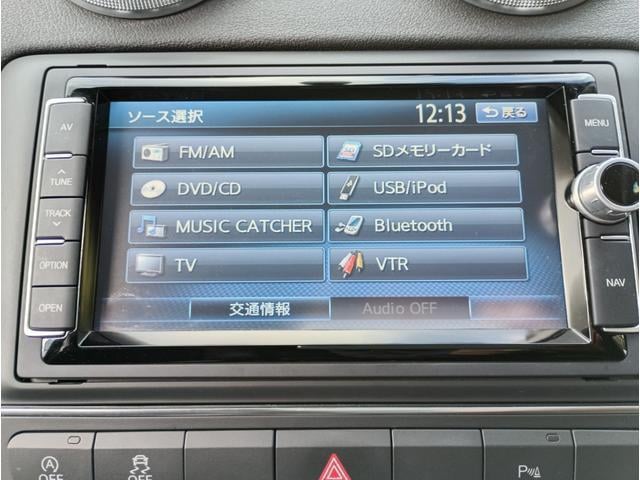 ソース選択 12:13 戻る
AV
MENU
FM/AM SDメモリーカード
TUNE
DVD/CD USB/iPod
TRACK
MUSIC CATCHER Bluetooth
OPTION
TV VTR
NAV
OPEN
交通情報 Audio OFF
A OFF
OFF
P